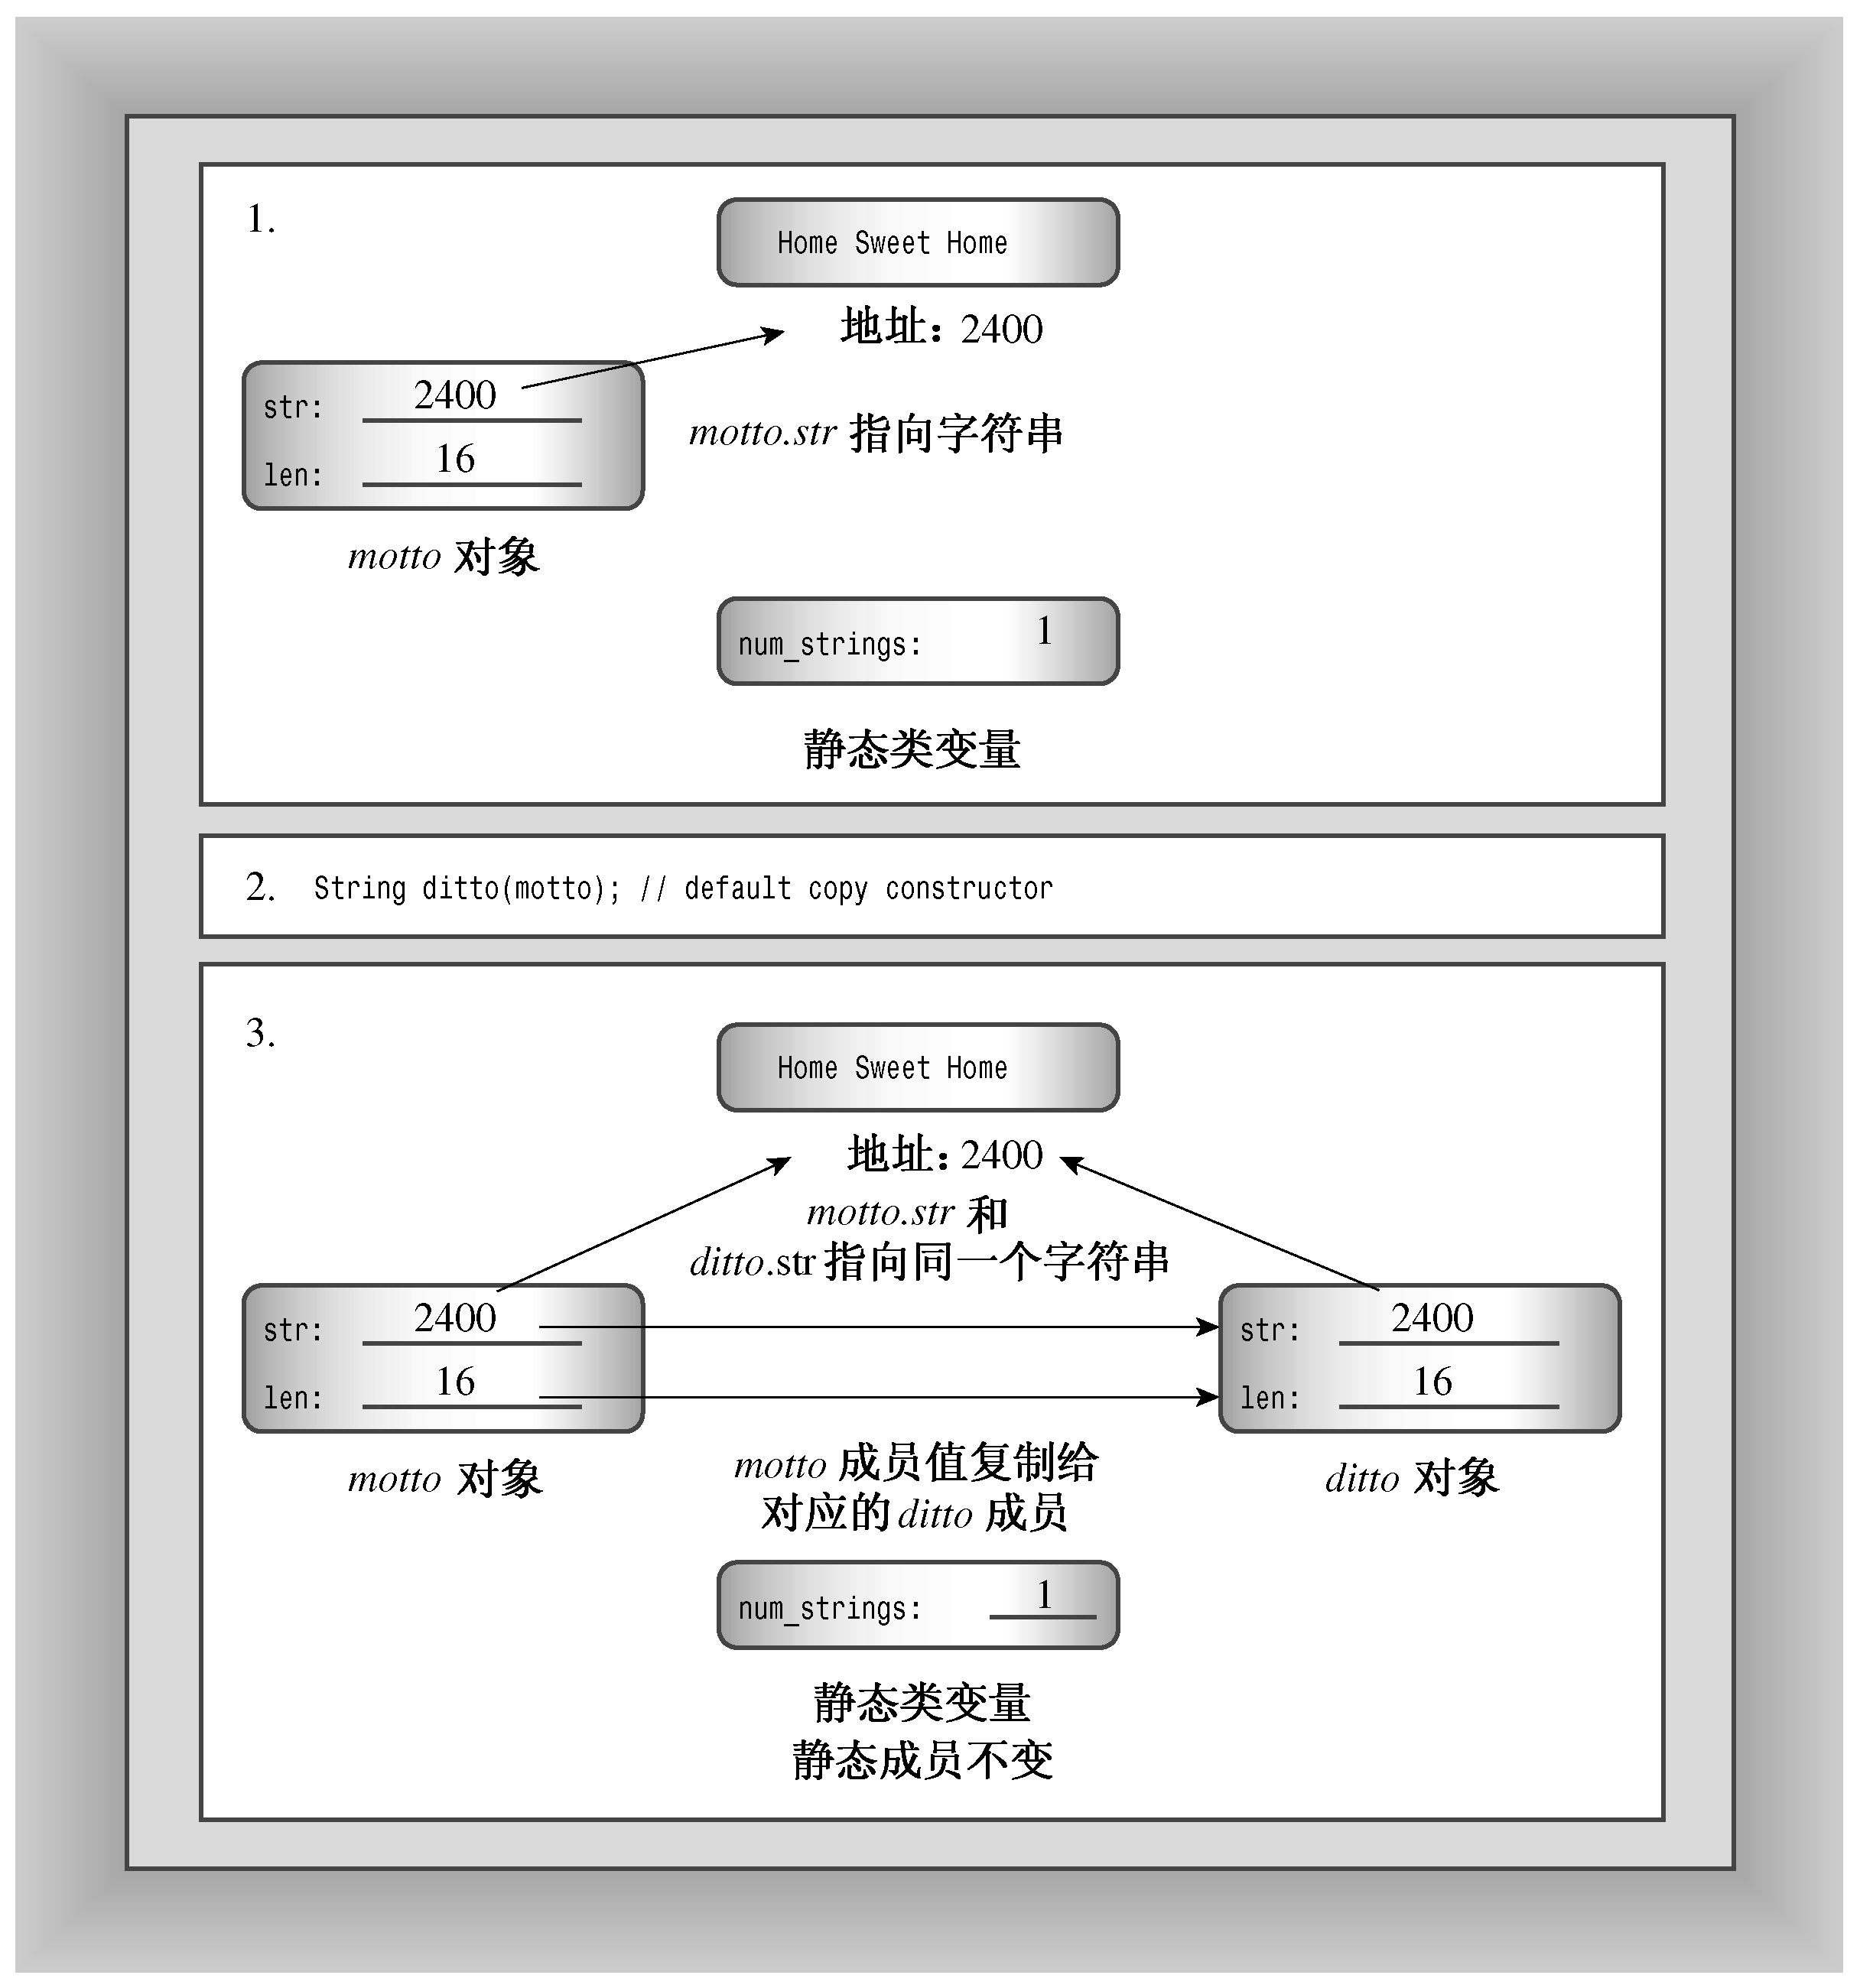 1.
Home Sweet Home
地址：2400
str: 2400
len: 16
motto.str 指向字符串
motto 对象
num_strings: 1
静态类变量
2. String ditto(motto); // default copy constructor
3.
Home Sweet Home
地址：2400
motto.str 和
ditto.str 指向同一个字符串
str: 2400
len: 16
str: 2400
len: 16
motto 对象
motto 成员值复制给
对应的 ditto 成员
ditto 对象
num_strings: 1
静态类变量
静态成员不变